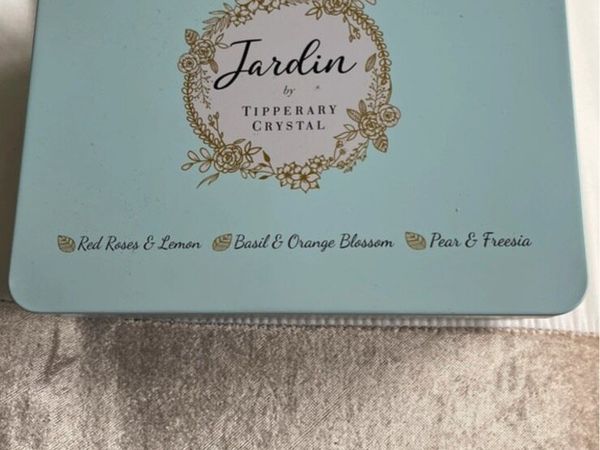 Jardin
by
TIPPERARY
CRYSTAL
Red Roses & Lemon Basil & Orange Blossom Pear & Freesia